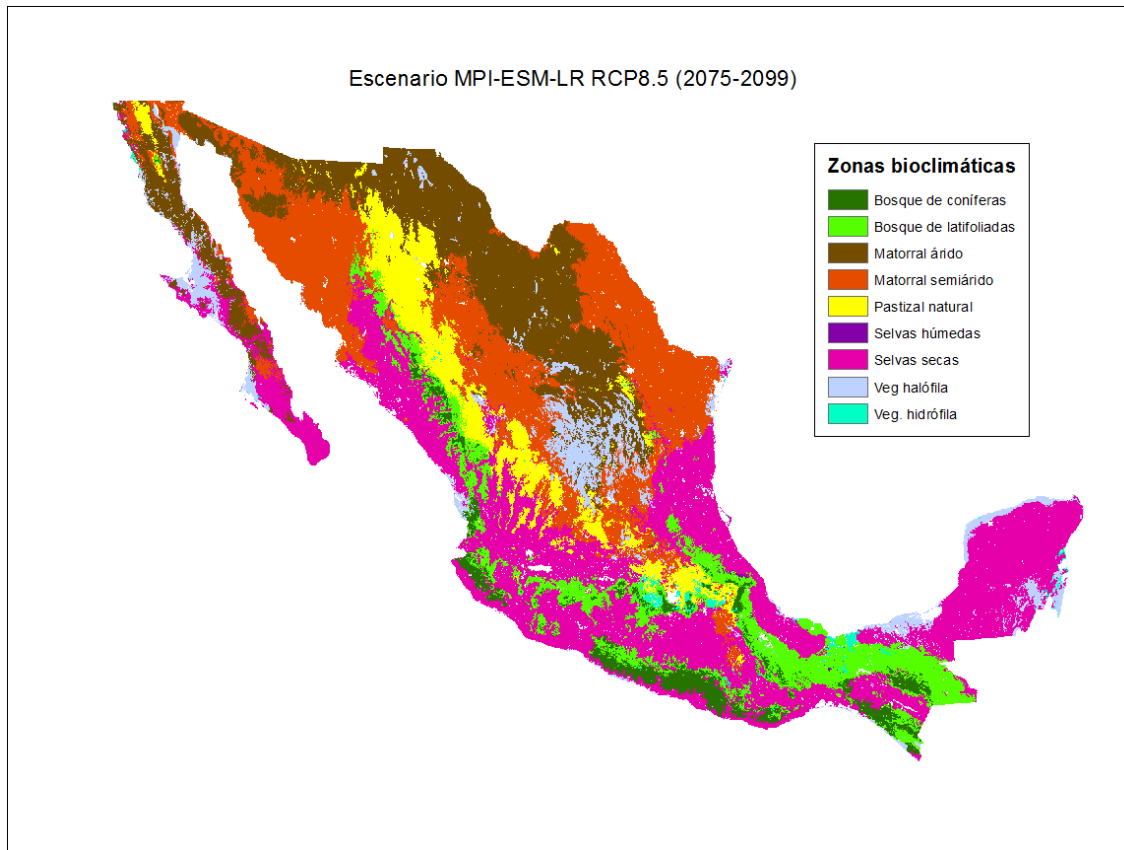 Escenario MPI-ESM-LR RCP8.5 (2075-2099)
Zonas bioclimáticas
Bosque de coníferas
Bosque de latifoliadas
Matorral árido
Matorral semiárido
Pastizal natural
Selvas húmedas
Selvas secas
Veg halófila
Veg. hidrófila